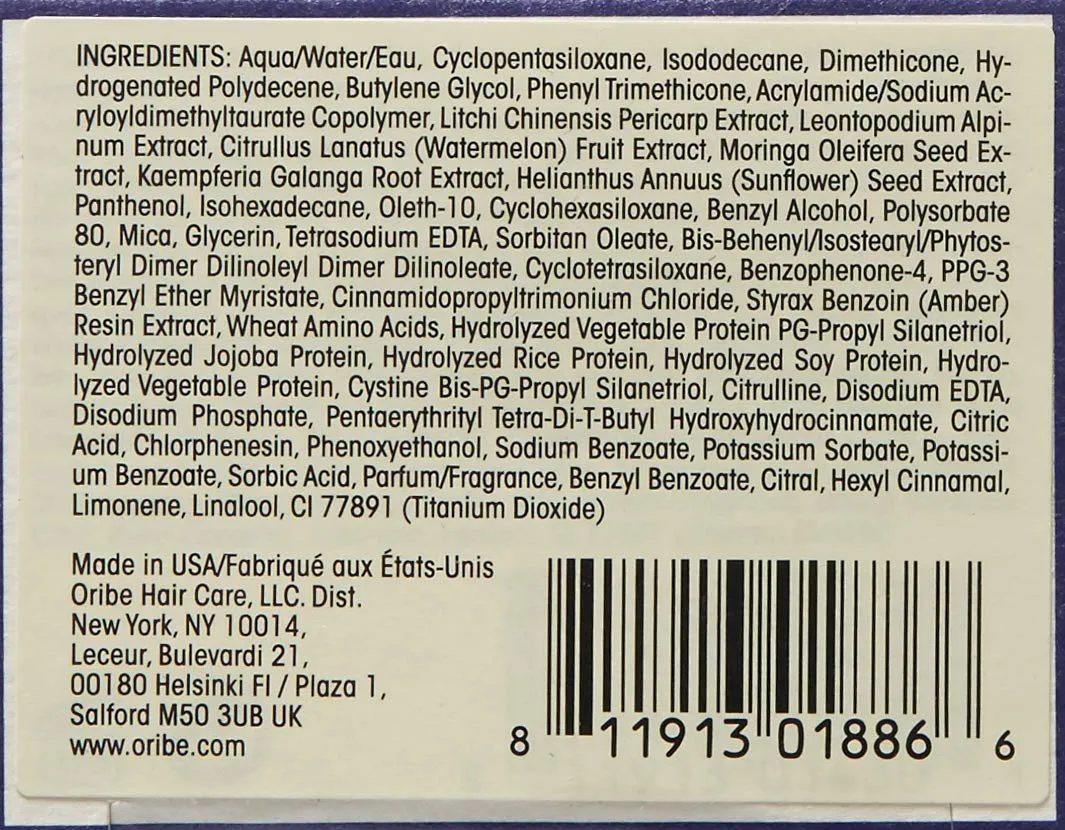 INGREDIENTS: Aqua/Water/Eau, Cyclopentasiloxane, Isododecane, Dimethicone, Hy-
drogenated Polydecene, Butylene Glycol, Phenyl Trimethicone, Acrylamide/Sodium Ac-
ryloyldimethyltaurate Copolymer, Litchi Chinensis Pericarp Extract, Leontopodium Alpi-
num Extract, Citrullus Lanatus (Watermelon) Fruit Extract, Moringa Oleifera Seed Ex-
tract, Kaempferia Galanga Root Extract, Helianthus Annuus (Sunflower) Seed Extract,
Panthenol, Isohexadecane, Oleth-10, Cyclohexasiloxane, Benzyl Alcohol, Polysorbate
80, Mica, Glycerin, Tetrasodium EDTA, Sorbitan Oleate, Bis-Behenyl/Isostearyl/Phytos-
teryl Dimer Dilinoleyl Dimer Dilinoleate, Cyclotetrasiloxane, Benzophenone-4, PPG-3
Benzyl Ether Myristate, Cinnamidopropyltrimonium Chloride, Styrax Benzoin (Amber)
Resin Extract, Wheat Amino Acids, Hydrolyzed Vegetable Protein PG-Propyl Silanetriol,
Hydrolyzed Jojoba Protein, Hydrolyzed Rice Protein, Hydrolyzed Soy Protein, Hydro-
lyzed Vegetable Protein, Cystine Bis-PG-Propyl Silanetriol, Citrulline, Disodium EDTA,
Disodium Phosphate, Pentaerythrityl Tetra-Di-T-Butyl Hydroxyhydrocinnamate, Citric
Acid, Chlorphenesin, Phenoxyethanol, Sodium Benzoate, Potassium Sorbate, Potassi-
um Benzoate, Sorbic Acid, Parfum/Fragrance, Benzyl Benzoate, Citral, Hexyl Cinnamal,
Limonene, Linalool, CI 77891 (Titanium Dioxide)
Made in USA/Fabriqué aux États-Unis
Oribe Hair Care, LLC. Dist.
New York, NY 10014,
Leceur, Bulevardi 21,
00180 Helsinki FI / Plaza 1,
Salford M50 3UB UK
www.oribe.com
8 11913 01886 6